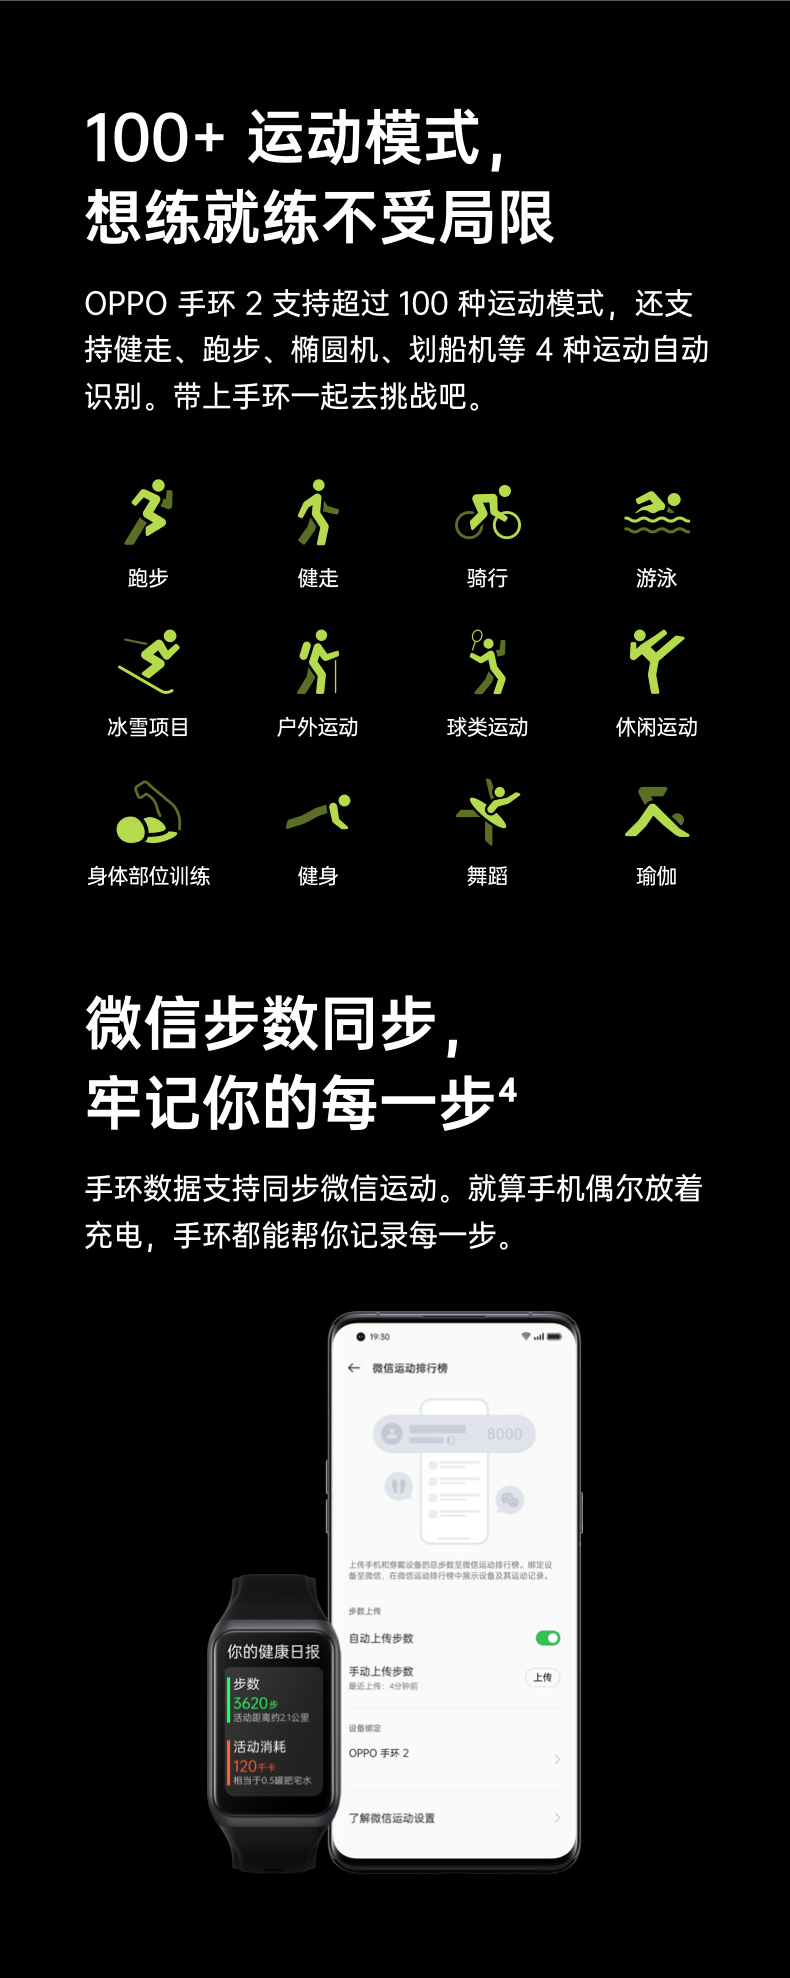 100+ 运动模式，
想练就练不受局限
OPPO 手环 2 支持超过 100 种运动模式，还支
持健走、跑步、椭圆机、划船机等 4 种运动自动
识别。带上手环一起去挑战吧。
跑步 健走 骑行 游泳
冰雪项目 户外运动 球类运动 休闲运动
身体部位训练 健身 舞蹈 瑜伽
微信步数同步，
牢记你的每一步⁴
手环数据支持同步微信运动。就算手机偶尔放着
充电，手环都能帮你记录每一步。
19:30
微信运动排行榜
8000
上传手机和穿戴设备的总步数至微信运动排行榜。绑定设
备至微信，在微信运动排行榜中展示设备及其运动记录。
步数上传
自动上传步数
手动上传步数
最近上传：4分钟前
上传
设备绑定
OPPO 手环 2
了解微信运动设置
你的健康日报
步数
3620步
活动距离约2.1公里
活动消耗
120千卡
相当于0.5罐肥宅水